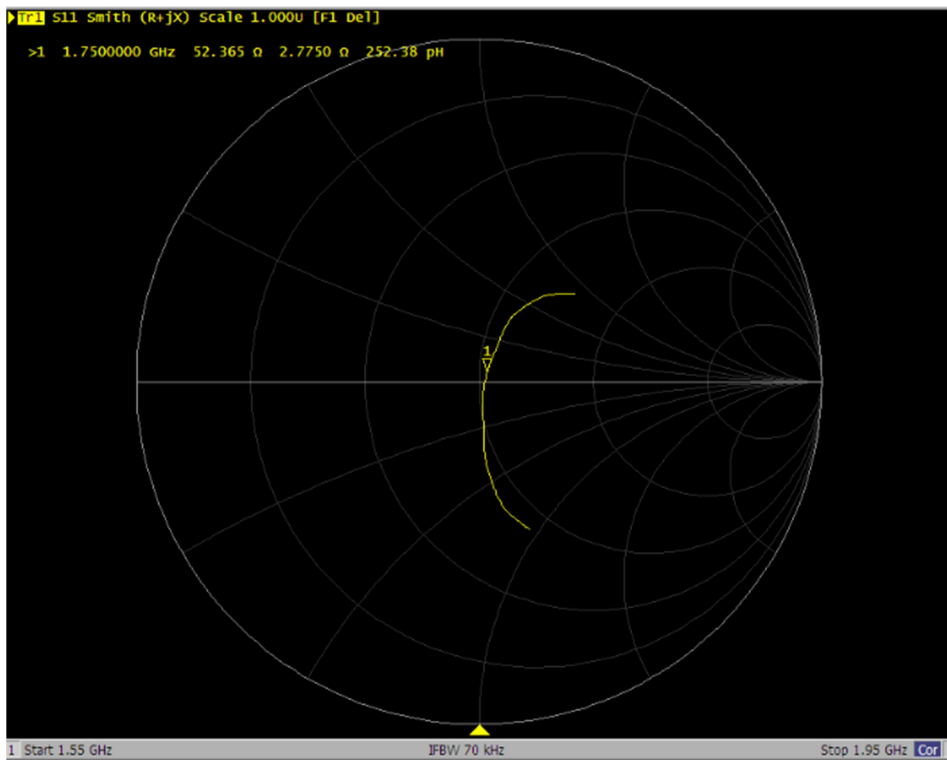 Tr1 S11 Smith (R+jX) Scale 1.000U [F1 Del]
>1 1.7500000 GHz 52.365 Ω 2.7750 Ω 252.38 pH
1
1 Start 1.55 GHz IFBW 70 kHz Stop 1.95 GHz Cor